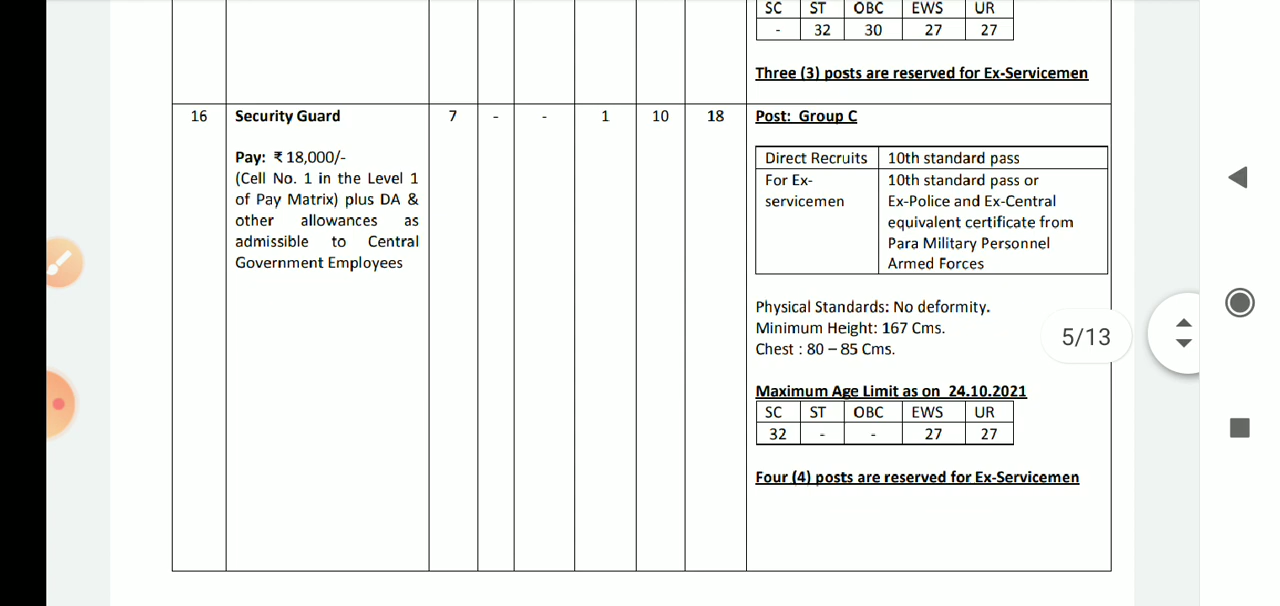 SC ST OBC EWS UR
- 32 30 27 27
Three (3) posts are reserved for Ex-Servicemen
16 Security Guard 7 - - 1 10 18 Post: Group C
Pay: ₹ 18,000/-
(Cell No. 1 in the Level 1
of Pay Matrix) plus DA &
other allowances as
admissible to Central
Government Employees
Direct Recruits 10th standard pass
For Ex- 10th standard pass or
servicemen Ex-Police and Ex-Central
equivalent certificate from
Para Military Personnel
Armed Forces
Physical Standards: No deformity.
Minimum Height: 167 Cms.
Chest : 80 – 85 Cms.
5/13
Maximum Age Limit as on 24.10.2021
SC ST OBC EWS UR
32 - - 27 27
Four (4) posts are reserved for Ex-Servicemen